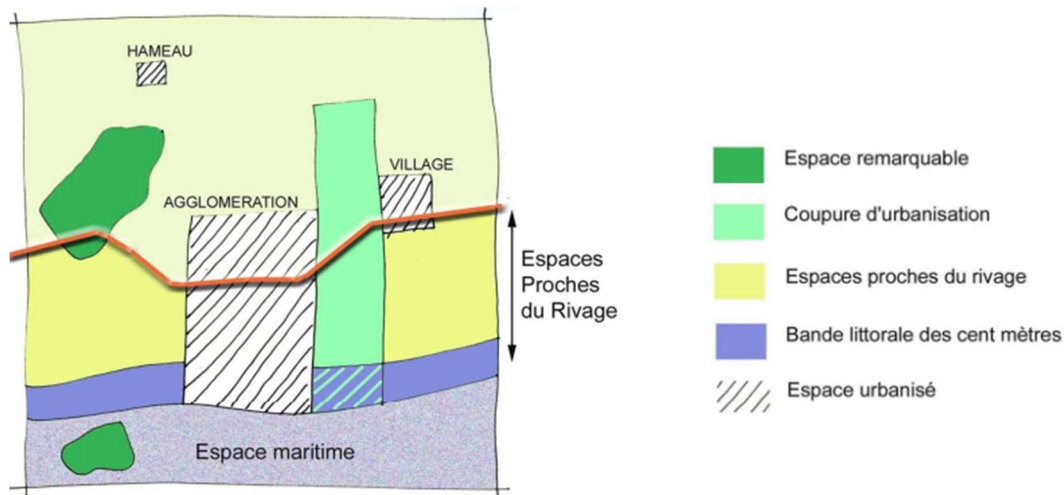 HAMEAU
VILLAGE
AGGLOMERATION
Espaces
Proches
du Rivage
Espace maritime
Espace remarquable
Coupure d'urbanisation
Espaces proches du rivage
Bande littorale des cent mètres
Espace urbanisé